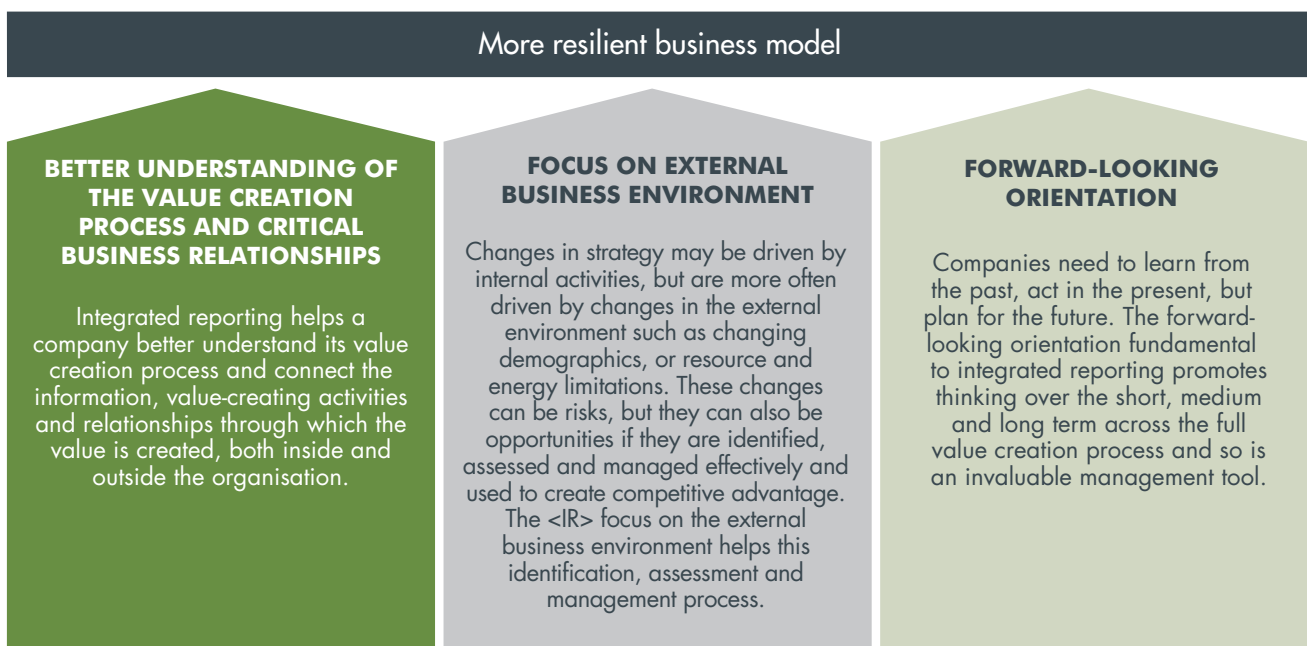 More resilient business model
BETTER UNDERSTANDING OF
THE VALUE CREATION
PROCESS AND CRITICAL
BUSINESS RELATIONSHIPS
Integrated reporting helps a
company better understand its value
creation process and connect the
information, value-creating activities
and relationships through which the
value is created, both inside and
outside the organisation.
FOCUS ON EXTERNAL
BUSINESS ENVIRONMENT
Changes in strategy may be driven by
internal activities, but are more often
driven by changes in the external
environment such as changing
demographics, or resource and
energy limitations. These changes
can be risks, but they can also be
opportunities if they are identified,
assessed and managed effectively and
used to create competitive advantage.
The <IR> focus on the external
business environment helps this
identification, assessment and
management process.
FORWARD-LOOKING
ORIENTATION
Companies need to learn from
the past, act in the present, but
plan for the future. The forward-
looking orientation fundamental
to integrated reporting promotes
thinking over the short, medium
and long term across the full
value creation process and so is
an invaluable management tool.